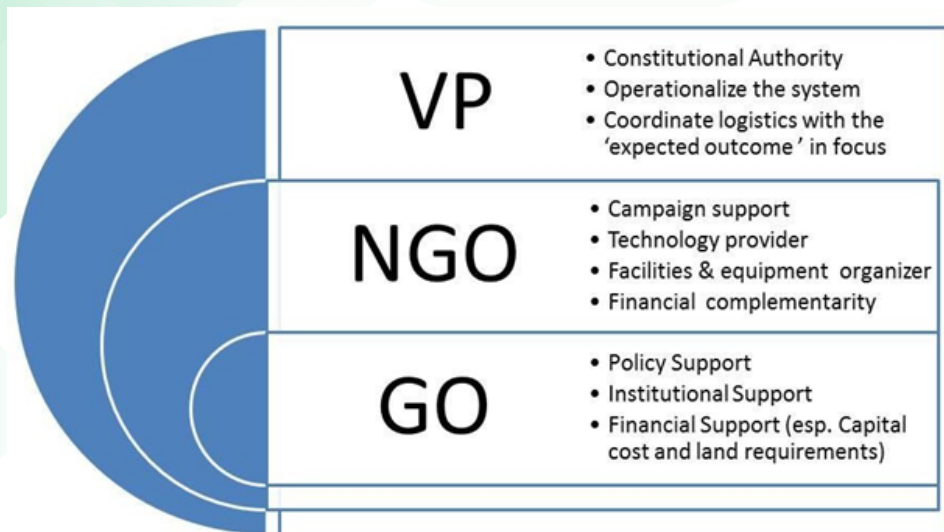 VP
• Constitutional Authority
• Operationalize the system
• Coordinate logistics with the
‘expected outcome ’ in focus
NGO
• Campaign support
• Technology provider
• Facilities & equipment organizer
• Financial complementarity
GO
• Policy Support
• Institutional Support
• Financial Support (esp. Capital
cost and land requirements)